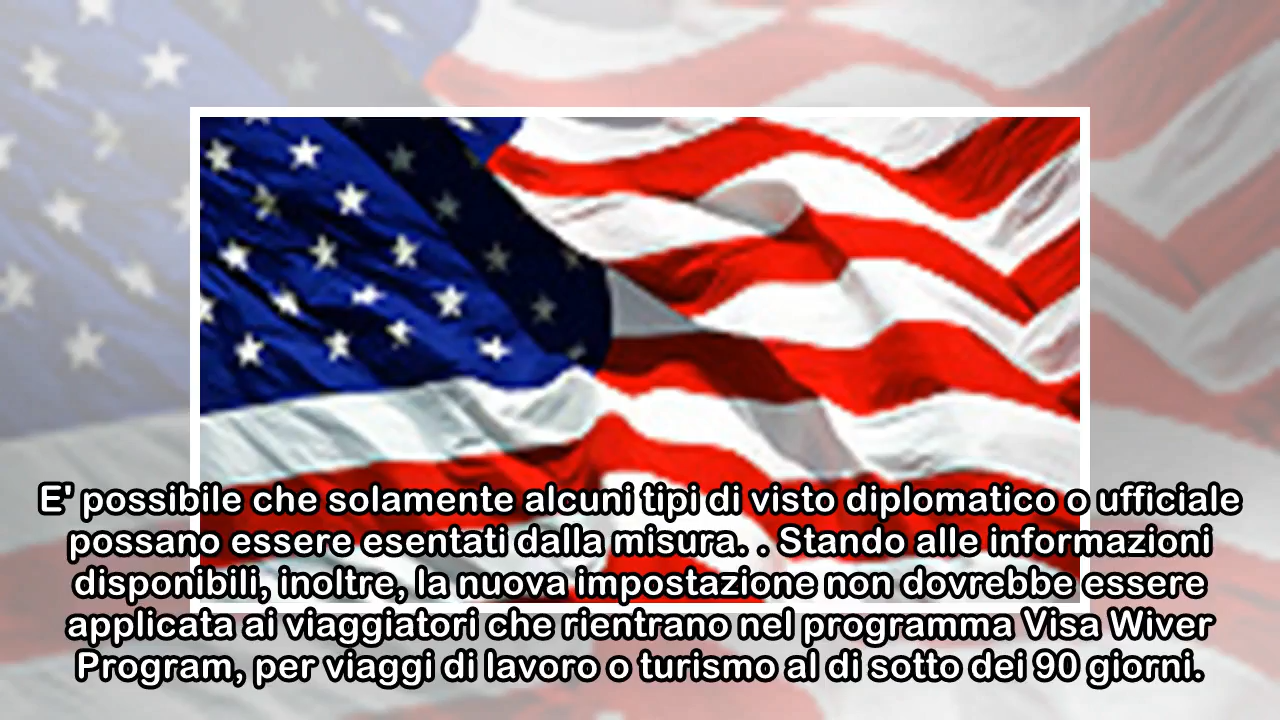 E' possibile che solamente alcuni tipi di visto diplomatico o ufficiale
possano essere esentati dalla misura. . Stando alle informazioni
disponibili, inoltre, la nuova impostazione non dovrebbe essere
applicata ai viaggiatori che rientrano nel programma Visa Wiver
Program, per viaggi di lavoro o turismo al di sotto dei 90 giorni.